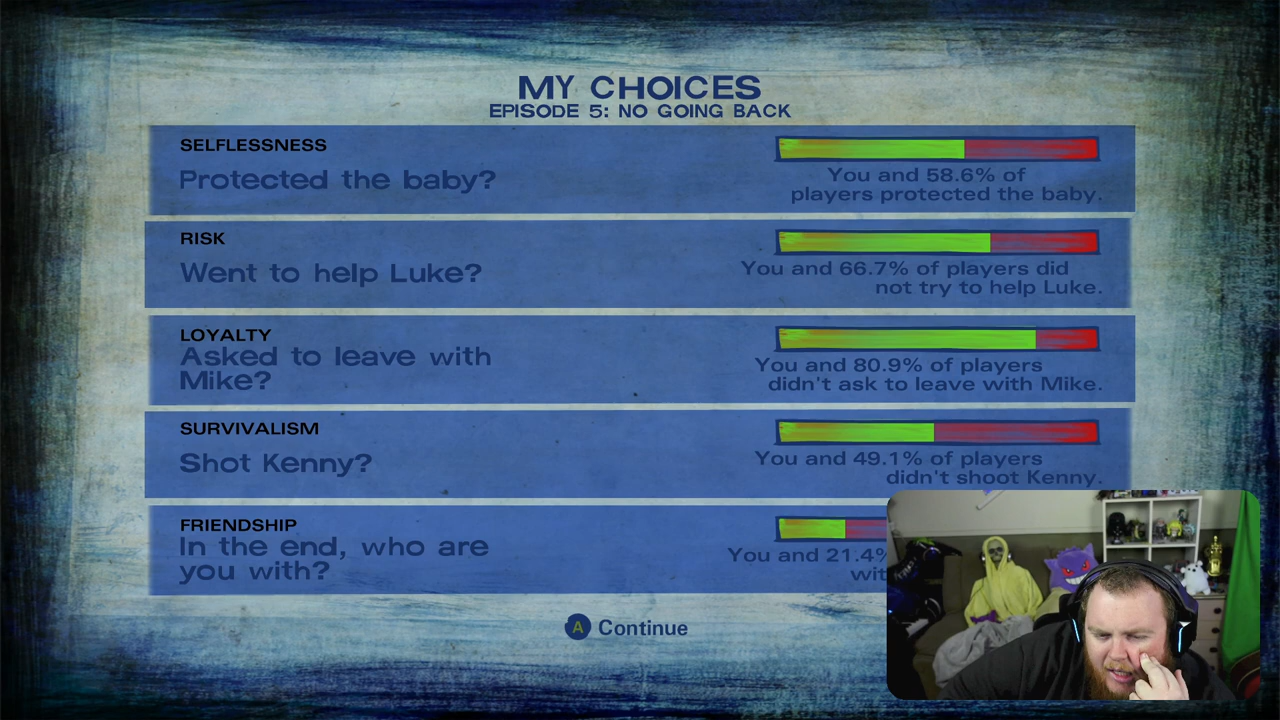 MY CHOICES
EPISODE 5: NO GOING BACK
SELFLESSNESS
Protected the baby?
You and 58.6% of
players protected the baby.
RISK
Went to help Luke?
You and 66.7% of players did
not try to help Luke.
LOYALTY
Asked to leave with
Mike?
You and 80.9% of players
didn't ask to leave with Mike.
SURVIVALISM
Shot Kenny?
You and 49.1% of players
didn't shoot Kenny.
FRIENDSHIP
In the end, who are
you with?
You and 21.4%
A Continue